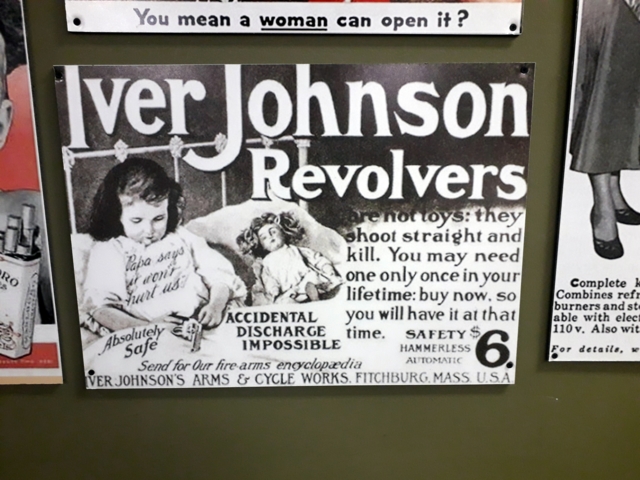 You mean a woman can open it?
Iver Johnson
Revolvers
are not toys: they
shoot straight and
kill. You may need
one only once in your
lifetime: buy now, so
you will have it at that
time.
Papa says
it won't
hurt us
Absolutely
Safe
ACCIDENTAL
DISCHARGE
IMPOSSIBLE
SAFETY
HAMMERLESS
AUTOMATIC
$6.
Send for Our fire-arms encyclopædia
IVER JOHNSON'S ARMS & CYCLE WORKS, FITCHBURG, MASS. U.S.A
Complete k
Combines refr
burners and st
able with elect
110 v. Also wit
For details, w